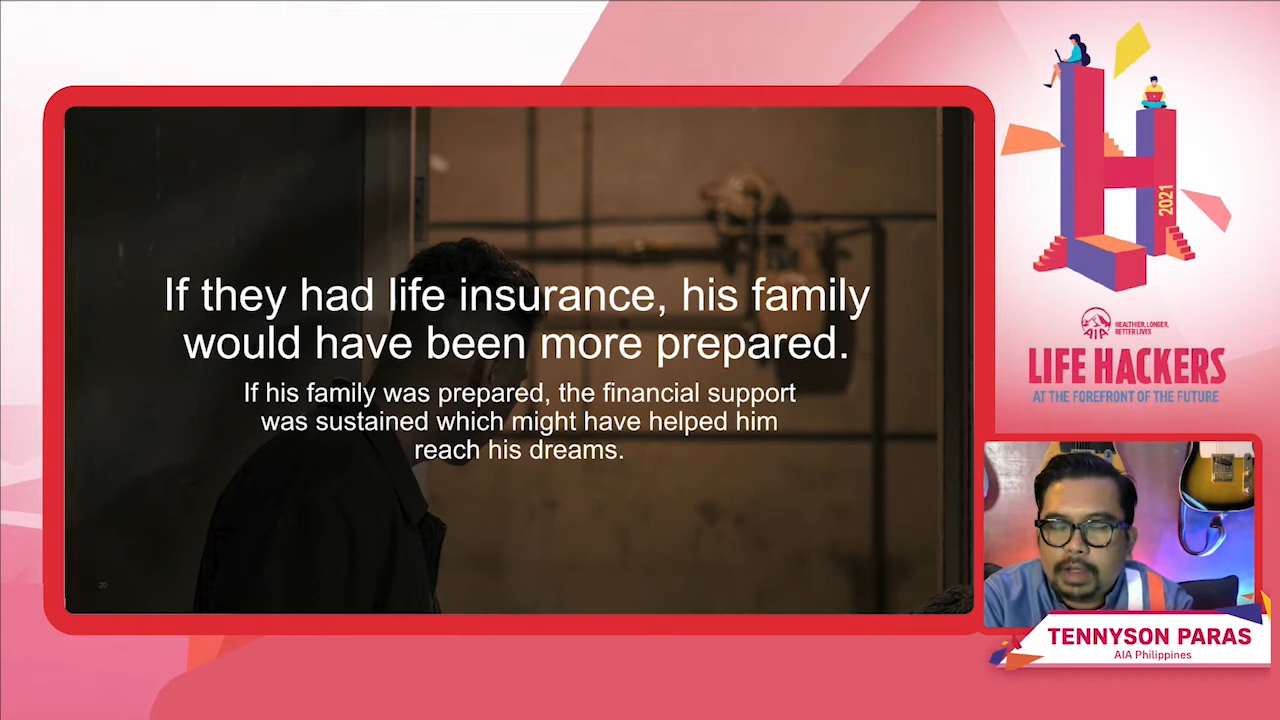 If they had life insurance, his family
would have been more prepared.
If his family was prepared, the financial support
was sustained which might have helped him
reach his dreams.
20
2021
AIA
HEALTHIER, LONGER,
BETTER LIVES
LIFE HACKERS
AT THE FOREFRONT OF THE FUTURE
TENNYSON PARAS
AIA Philippines